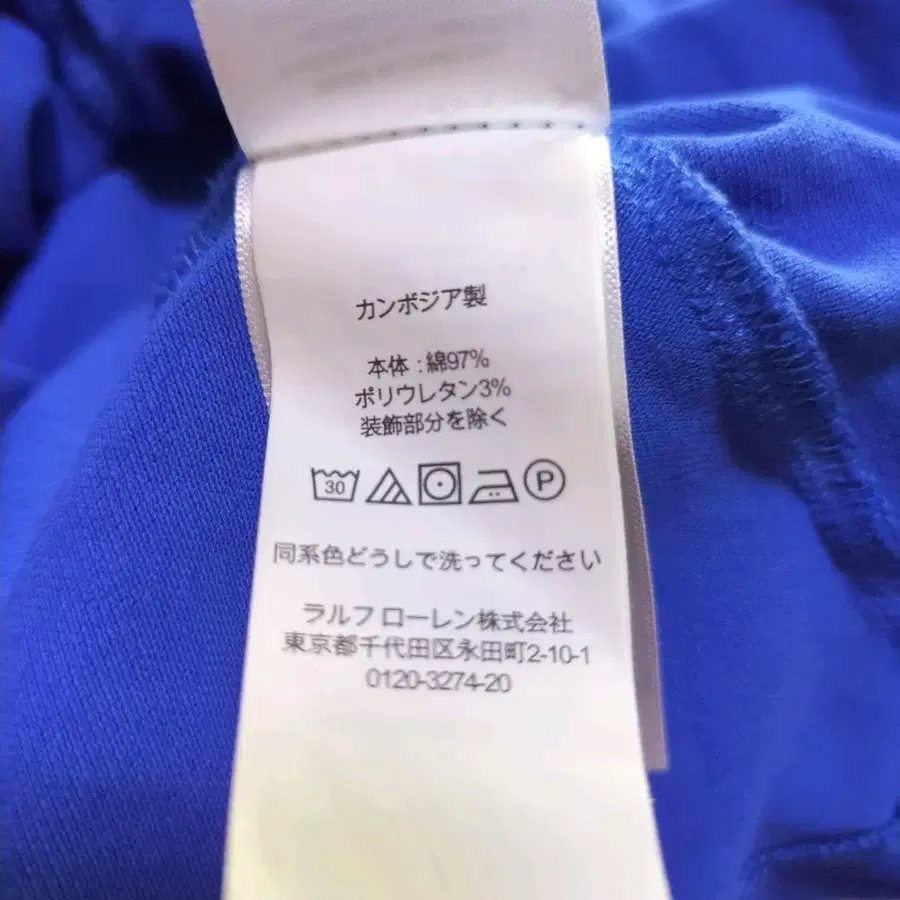 カンボジア製
本体:綿97%
ポリウレタン3%
装飾部分を除く
30 P
同系色どうしで洗ってください
ラルフ ローレン株式会社
東京都千代田区永田町2-10-1
0120-3274-20